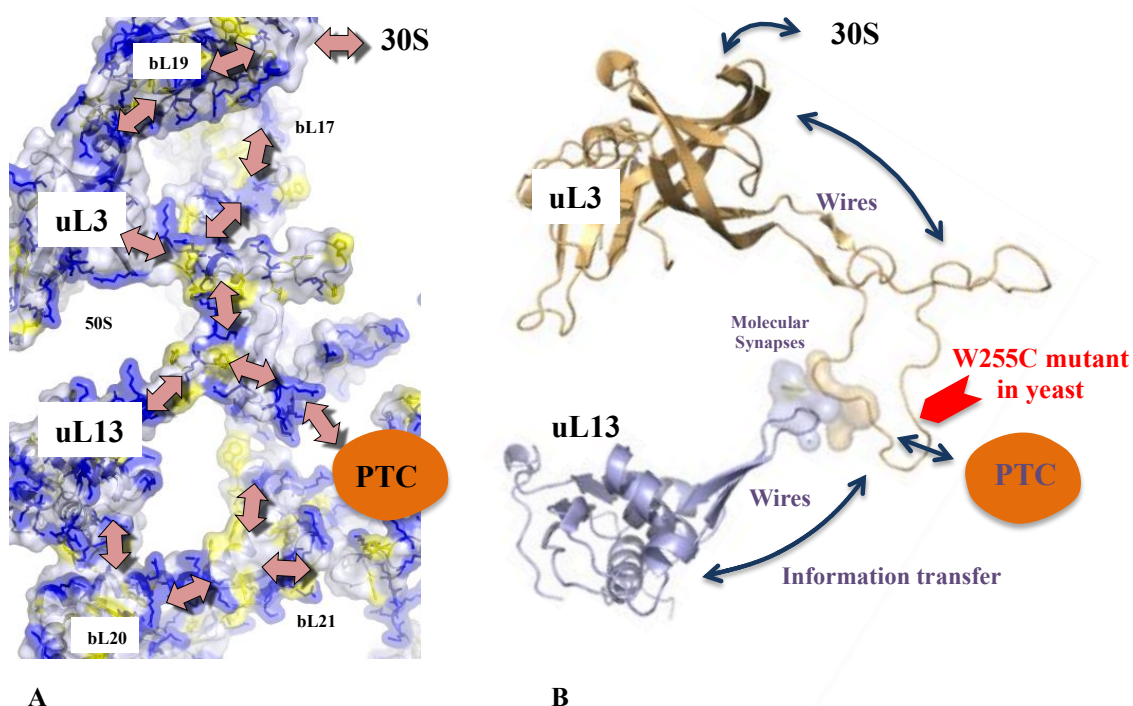 30S
bL19
bL17
uL3
50S
uL13
PTC
bL20
bL21
A
30S
uL3
Wires
Molecular
Synapses
W255C mutant
in yeast
uL13
PTC
Wires
Information transfer
B